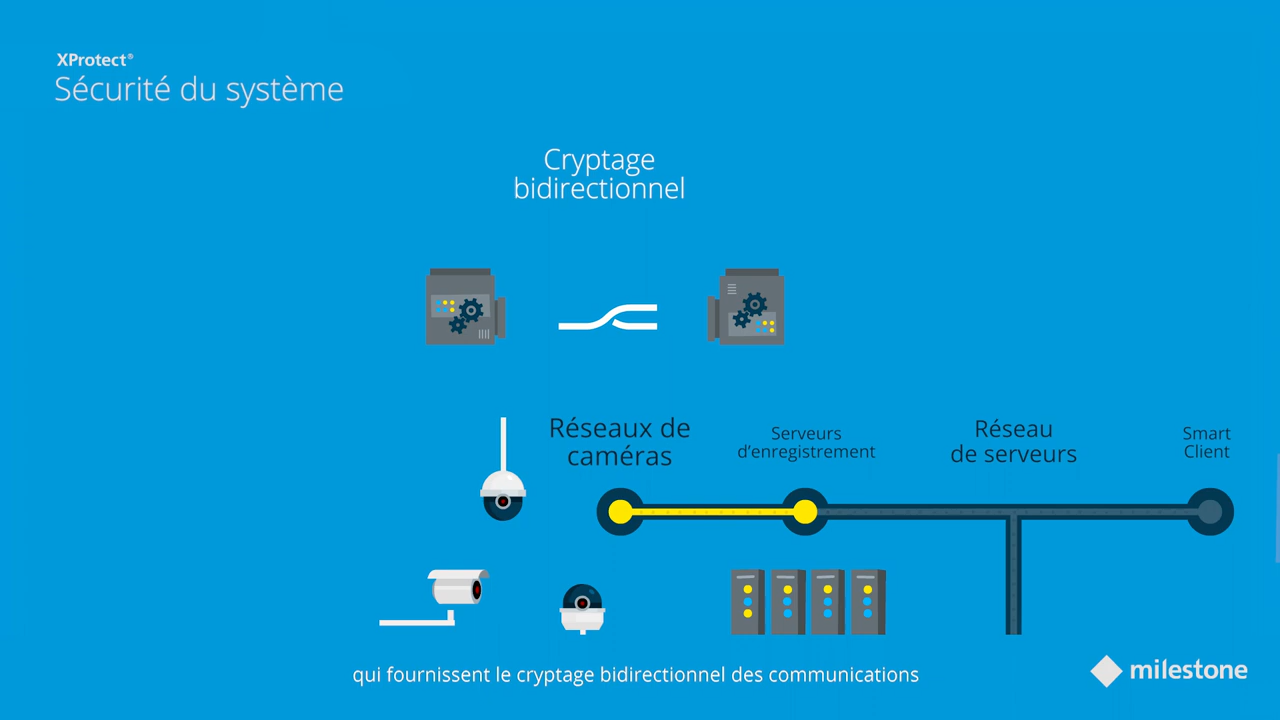 XProtect®
Sécurité du système
Cryptage
bidirectionnel
Réseaux de
caméras
Serveurs
d’enregistrement
Réseau
de serveurs
Smart
Client
qui fournissent le cryptage bidirectionnel des communications
milestone